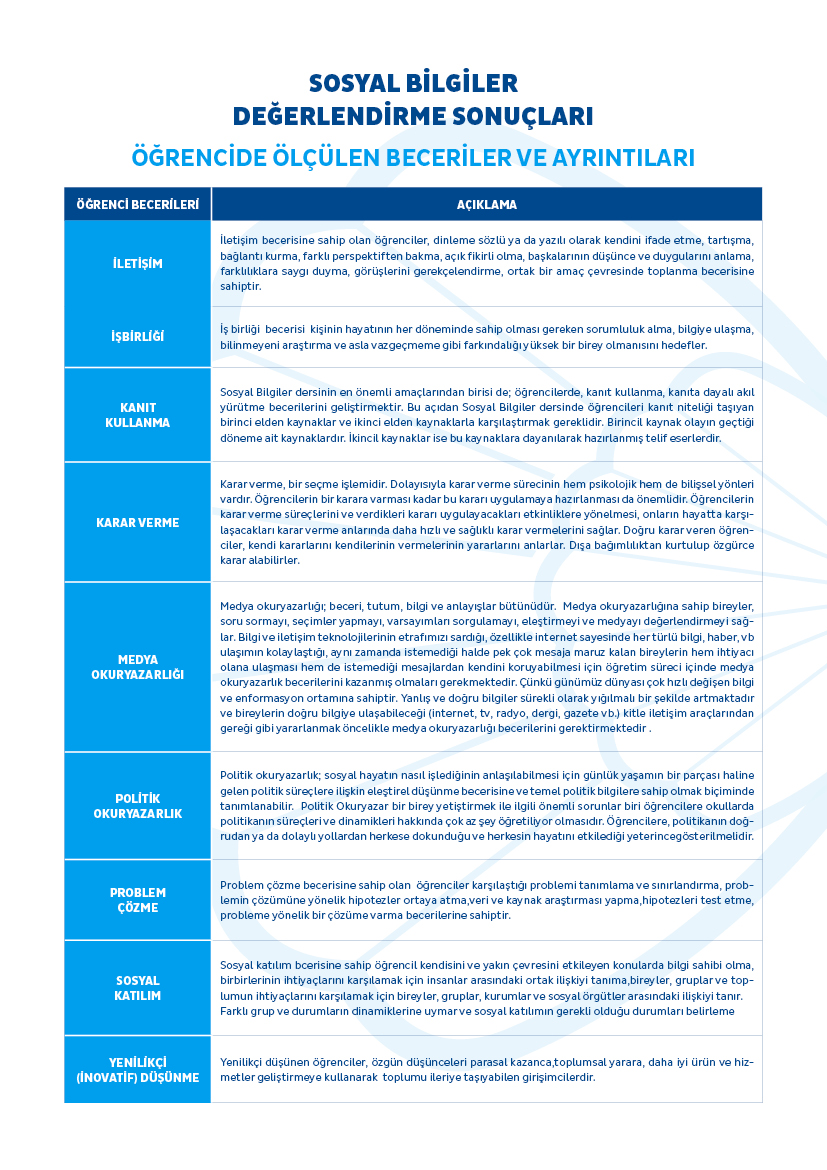 SOSYAL BİLGİLER
DEĞERLENDİRME SONUÇLARI
ÖĞRENCİDE ÖLÇÜLEN BECERİLER VE AYRINTILARI
ÖĞRENCİ BECERİLERİ
AÇIKLAMA
İLETİŞİM
İletişim becerisine sahip olan öğrenciler, dinleme sözlü ya da yazılı olarak kendini ifade etme, tartışma,
bağlantı kurma, farklı perspektiften bakma, açık fikirli olma, başkalarının düşünce ve duygularını anlama,
farklılıklara saygı duyma, görüşlerini gerekçelendirme, ortak bir amaç çevresinde toplanma becerisine
sahiptir.
İŞBİRLİĞİ
İş birliği becerisi kişinin hayatının her döneminde sahip olması gereken sorumluluk alma, bilgiye ulaşma,
bilinmeyeni araştırma ve asla vazgeçmeme gibi farkındalığı yüksek bir birey olmanısını hedefler.
KANIT
KULLANMA
Sosyal Bilgiler dersinin en önemli amaçlarından birisi de; öğrencilerde, kanıt kullanma, kanıta dayalı akıl
yürütme becerilerini geliştirmektir. Bu açıdan Sosyal Bilgiler dersinde öğrencileri kanıt niteliği taşıyan
birinci elden kaynaklar ve ikinci elden kaynaklarla karşılaştırmak gereklidir. Birincil kaynak olayın geçtiği
döneme ait kaynaklardır. İkincil kaynaklar ise bu kaynaklara dayanılarak hazırlanmış telif eserlerdir.
KARAR VERME
Karar verme, bir seçme işlemidir. Dolayısıyla karar verme sürecinin hem psikolojik hem de bilişsel yönleri
vardır. Öğrencilerin bir karara varması kadar bu kararı uygulamaya hazırlanması da önemlidir. Öğrencilerin
karar verme süreçlerini ve verdikleri kararı uygulayacakları etkinliklere yönelmesi, onların hayatta karşı-
laşacakları karar verme anlarında daha hızlı ve sağlıklı karar vermelerini sağlar. Doğru karar veren öğren-
ciler, kendi kararlarını kendilerinin vermelerinin yararlarını anlarlar. Dışa bağımlılıktan kurtulup özgürce
karar alabilirler.
MEDYA
OKURYAZARLIĞI
Medya okuryazarlığı; beceri, tutum, bilgi ve anlayışlar bütünüdür. Medya okuryazarlığına sahip bireyler,
soru sormayı, seçimler yapmayı, varsayımları sorgulamayı, eleştirmeyi ve medyayı değerlendirmeyi sağ-
lar. Bilgi ve iletişim teknolojilerinin etrafımızı sardığı, özellikle internet sayesinde her türlü bilgi, haber, vb
ulaşımın kolaylaştığı, aynı zamanda istemediği halde pek çok mesaja maruz kalan bireylerin hem ihtiyacı
olana ulaşması hem de istemediği mesajlardan kendini koruyabilmesi için öğretim süreci içinde medya
okuryazarlık becerilerini kazanmış olmaları gerekmektedir. Çünkü günümüz dünyası çok hızlı değişen bilgi
ve enformasyon ortamına sahiptir. Yanlış ve doğru bilgiler sürekli olarak yığılmalı bir şekilde artmaktadır
ve bireylerin doğru bilgiye ulaşabileceği (internet, tv, radyo, dergi, gazete vb.) kitle iletişim araçlarından
gereği gibi yararlanmak öncelikle medya okuryazarlığı becerilerini gerektirmektedir .
POLİTİK
OKURYAZARLIK
Politik okuryazarlık; sosyal hayatın nasıl işlediğinin anlaşılabilmesi için günlük yaşamın bir parçası haline
gelen politik süreçlere ilişkin eleştirel düşünme becerisine ve temel politik bilgilere sahip olmak biçiminde
tanımlanabilir. Politik Okuryazar bir birey yetiştirmek ile ilgili önemli sorunlar biri öğrencilere okullarda
politikanın süreçleri ve dinamikleri hakkında çok az şey öğretiliyor olmasıdır. Öğrencilere, politikanın doğ-
rudan ya da dolaylı yollardan herkese dokunduğu ve herkesin hayatını etkilediği yeterincegösterilmelidir.
PROBLEM
ÇÖZME
Problem çözme becerisine sahip olan öğrenciler karşılaştığı problemi tanımlama ve sınırlandırma, prob-
lemin çözümüne yönelik hipotezler ortaya atma,veri ve kaynak araştırması yapma,hipotezleri test etme,
probleme yönelik bir çözüme varma becerilerine sahiptir.
SOSYAL
KATILIM
Sosyal katılım bcerisine sahip öğrencil kendisini ve yakın çevresini etkileyen konularda bilgi sahibi olma,
birbirlerinin ihtiyaçlarını karşılamak için insanlar arasındaki ortak ilişkiyi tanıma,bireyler, gruplar ve top-
lumun ihtiyaçlarını karşılamak için bireyler, gruplar, kurumlar ve sosyal örgütler arasındaki ilişkiyi tanır.
Farklı grup ve durumların dinamiklerine uymar ve sosyal katılımın gerekli olduğu durumları belirleme
YENİLİKÇİ
(İNOVATİF) DÜŞÜNME
Yenilikçi düşünen öğrenciler, özgün düşünceleri parasal kazanca,toplumsal yarara, daha iyi ürün ve hiz-
metler geliştirmeye kullanarak toplumu ileriye taşıyabilen girişimcilerdir.